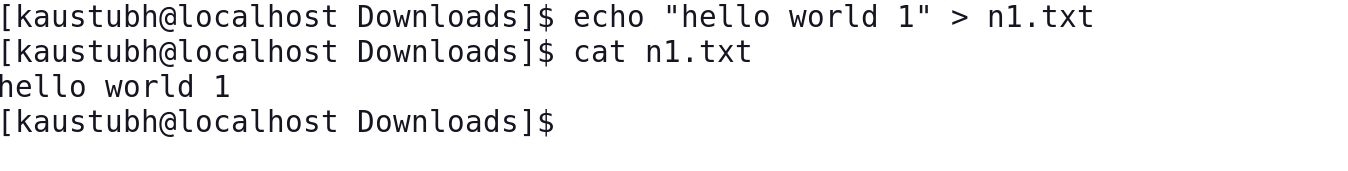 [kaustubh@localhost Downloads]$ echo "hello world 1" > n1.txt
[kaustubh@localhost Downloads]$ cat n1.txt
hello world 1
[kaustubh@localhost Downloads]$